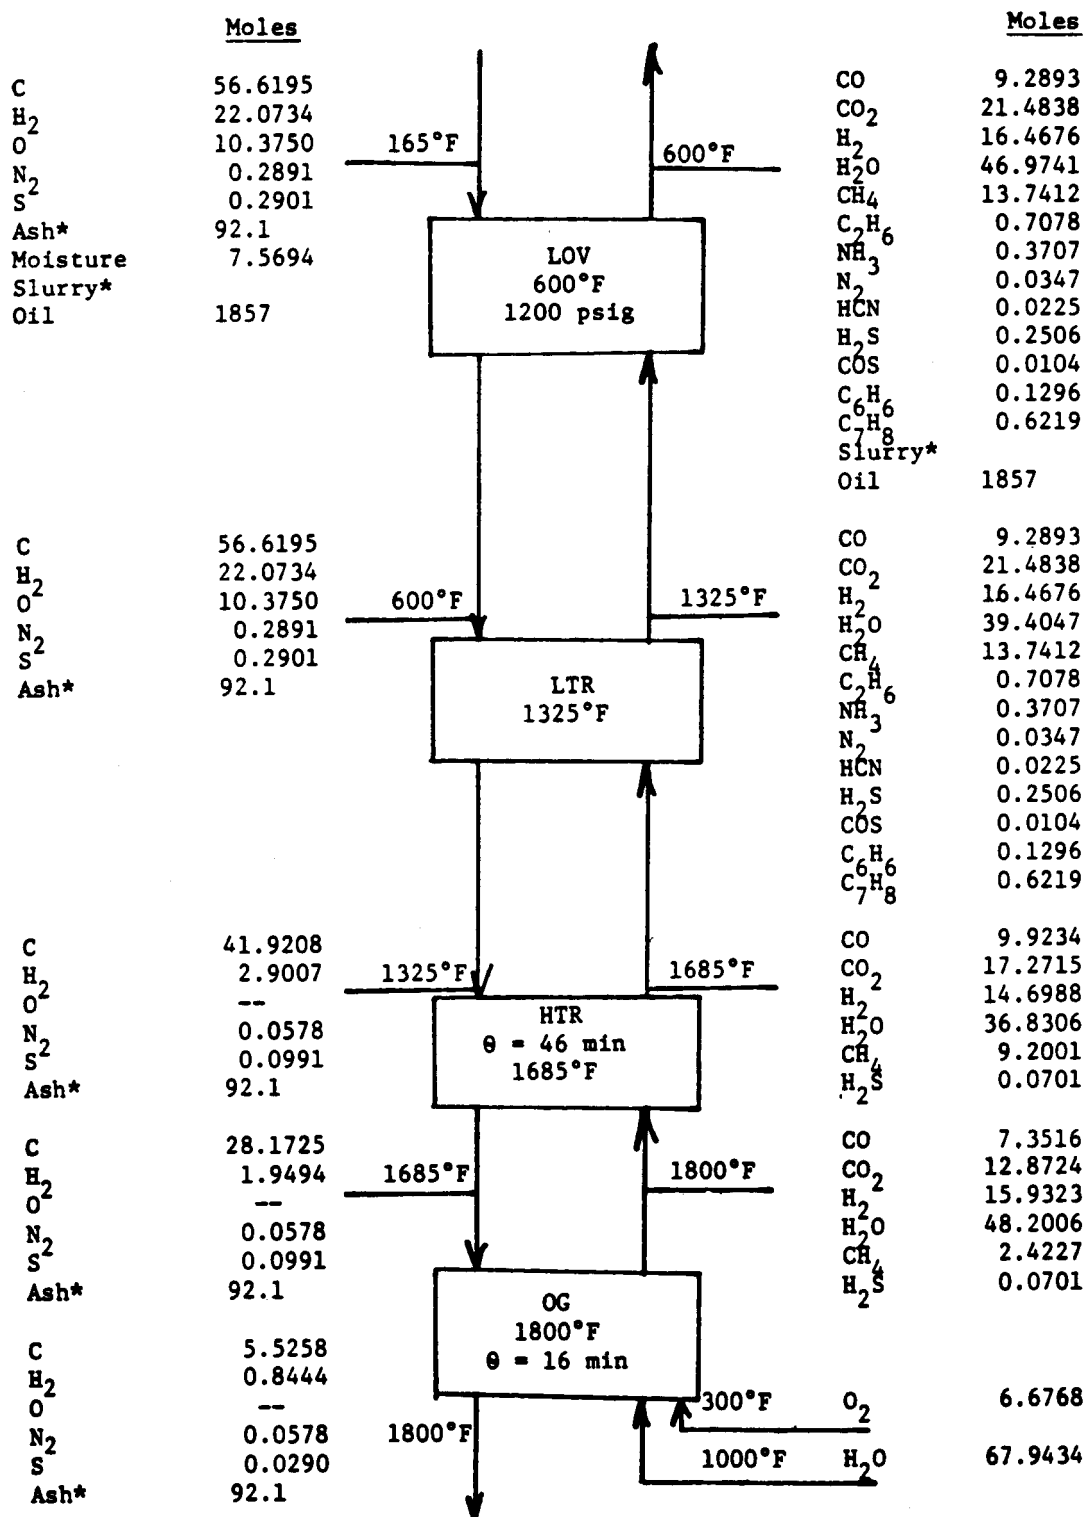 Moles
C 56.6195
H2 22.0734
O 10.3750
N2 0.2891
S 0.2901
Ash* 92.1
Moisture 7.5694
Slurry*
Oil 1857
165°F
600°F
LOV
600°F
1200 psig
Moles
CO 9.2893
CO2 21.4838
H2 16.4676
H2O 46.9741
CH4 13.7412
C2H6 0.7078
NH3 0.3707
N2 0.0347
HCN 0.0225
H2S 0.2506
COS 0.0104
C6H6 0.1296
C7H8 0.6219
Slurry*
Oil 1857
C 56.6195
H2 22.0734
O 10.3750
N2 0.2891
S 0.2901
Ash* 92.1
600°F
1325°F
LTR
1325°F
CO 9.2893
CO2 21.4838
H2 16.4676
H2O 39.4047
CH4 13.7412
C2H6 0.7078
NH3 0.3707
N2 0.0347
HCN 0.0225
H2S 0.2506
COS 0.0104
C6H6 0.1296
C7H8 0.6219
C 41.9208
H2 2.9007
O --
N2 0.0578
S 0.0991
Ash* 92.1
1325°F
1685°F
HTR
θ = 46 min
1685°F
CO 9.9234
CO2 17.2715
H2 14.6988
H2O 36.8306
CH4 9.2001
H2S 0.0701
C 28.1725
H2 1.9494
O --
N2 0.0578
S 0.0991
Ash* 92.1
1685°F
1800°F
OG
1800°F
θ = 16 min
CO 7.3516
CO2 12.8724
H2 15.9323
H2O 48.2006
CH4 2.4227
H2S 0.0701
C 5.5258
H2 0.8444
O --
N2 0.0578
S 0.0290
Ash* 92.1
1800°F
300°F O2 6.6768
1000°F H2O 67.9434